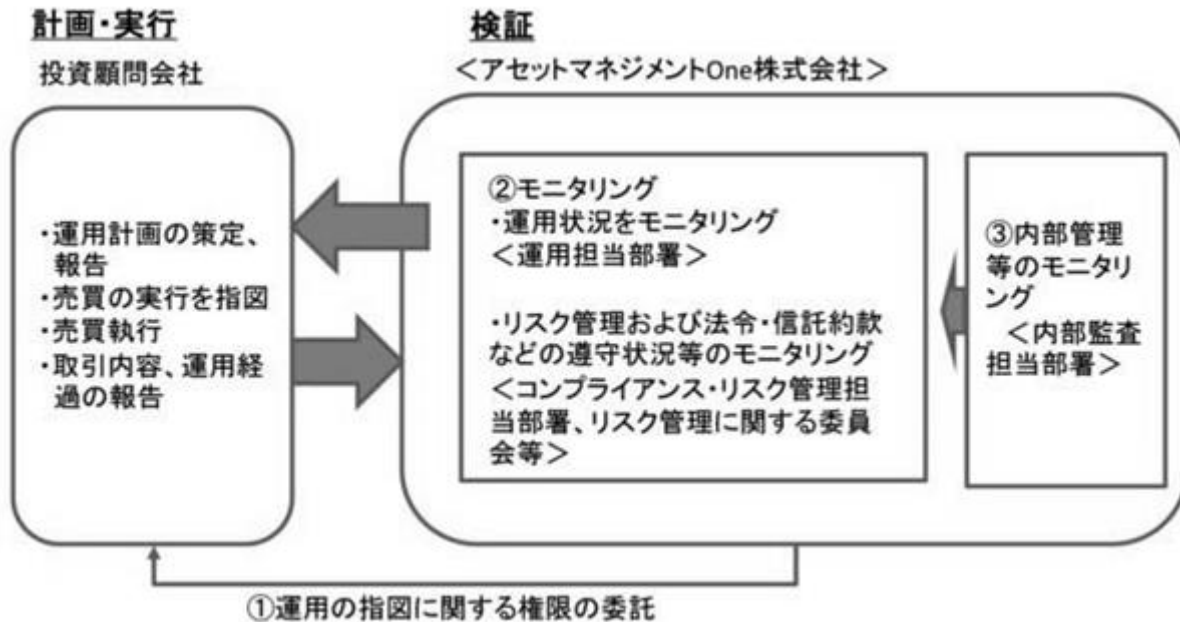 計画・実行
投資顧問会社
・運用計画の策定、
報告
・売買の実行を指図
・売買執行
・取引内容、運用経
過の報告
検証
＜アセットマネジメントOne株式会社＞
②モニタリング
・運用状況をモニタリング
＜運用担当部署＞
・リスク管理および法令・信託約款
などの遵守状況等のモニタリング
＜コンプライアンス・リスク管理担
当部署、リスク管理に関する委員
会等＞
③内部管理
等のモニタリ
ング
＜内部監査
担当部署＞
①運用の指図に関する権限の委託